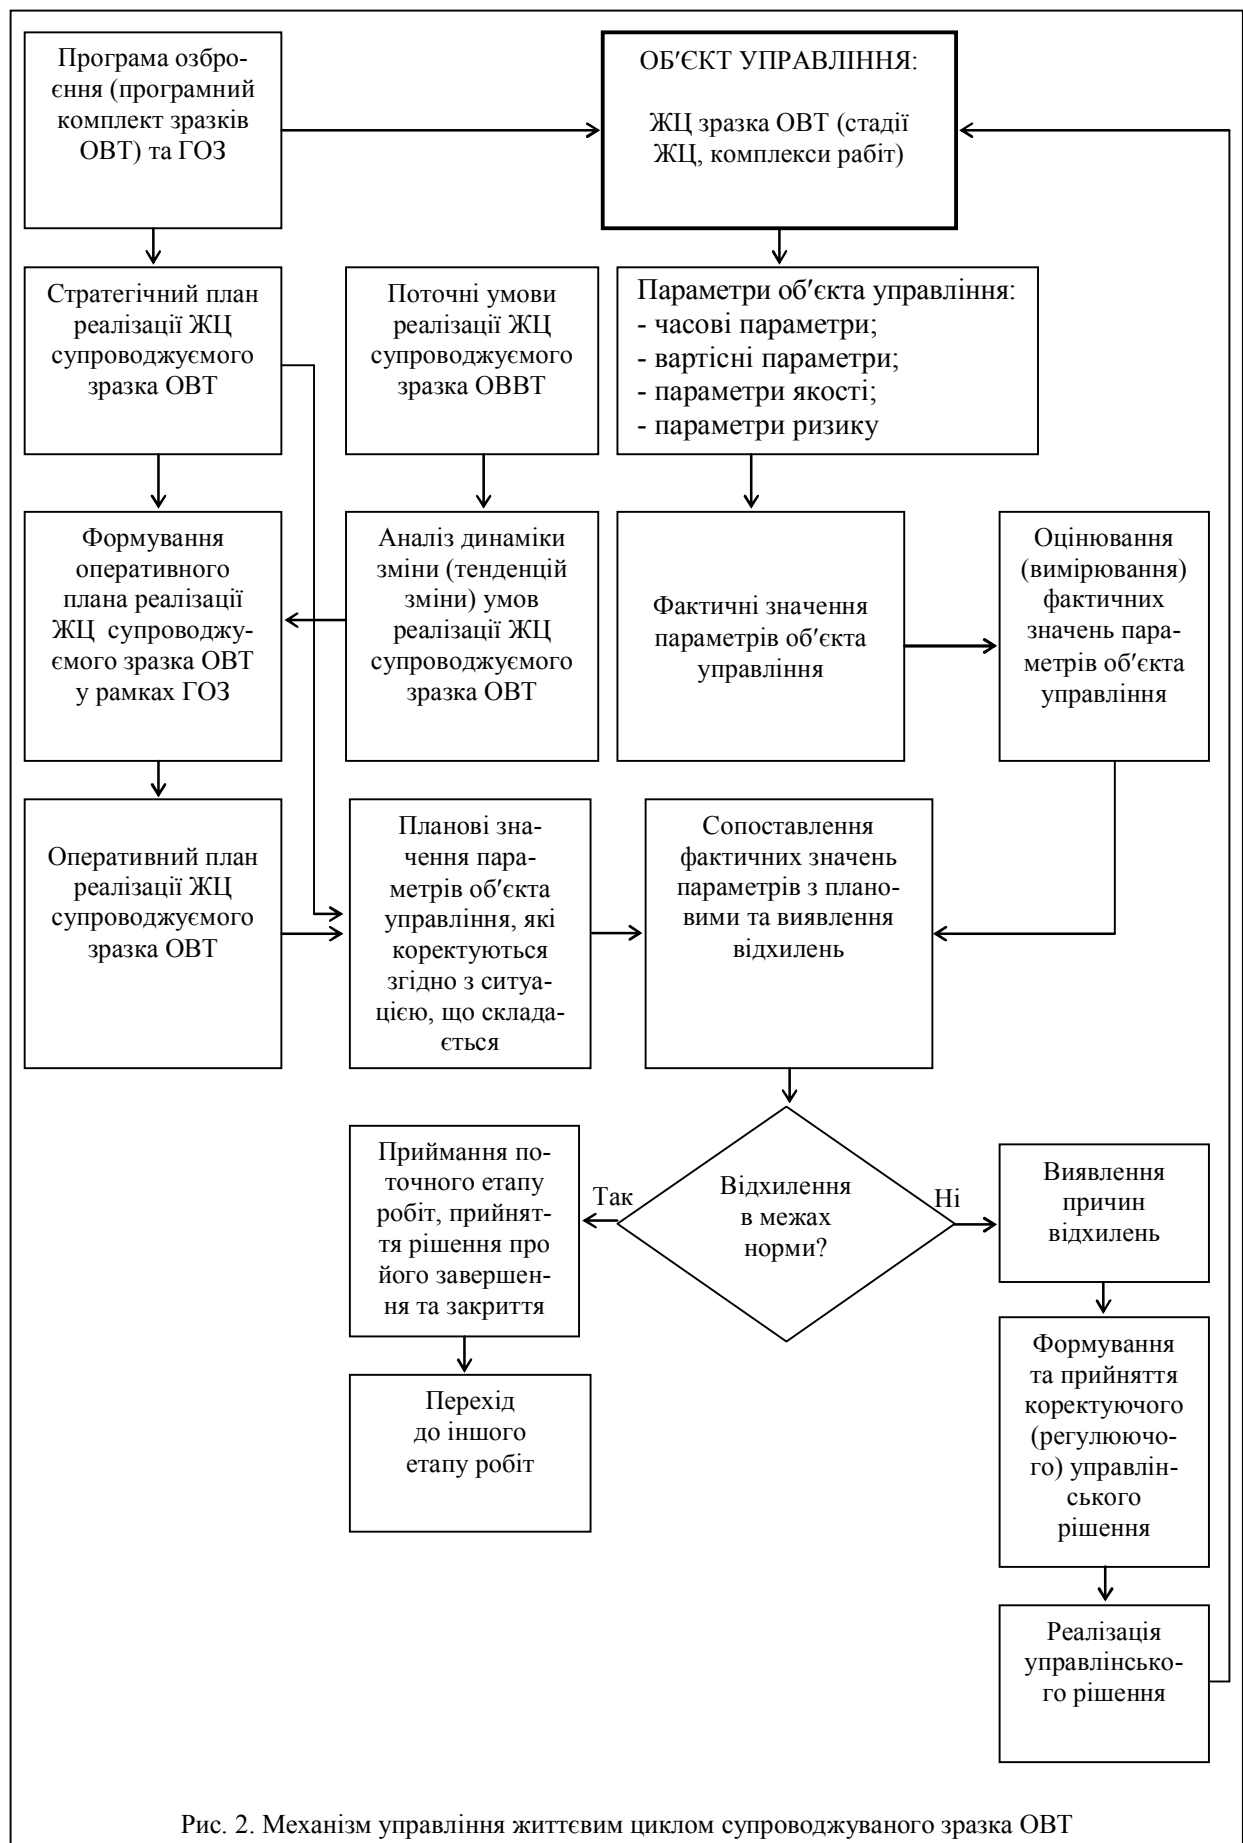 Програма озбро-
єння (програмний
комплект зразків
ОВТ) та ГОЗ
ОБ'ЄКТ УПРАВЛІННЯ:
ЖЦ зразка ОВТ (стадії
ЖЦ, комплекси рабіт)
Стратегічний план
реалізації ЖЦ
супроводжуємого
зразка ОВТ
Поточні умови
реалізації ЖЦ
супроводжуємого
зразка ОВВТ
Параметри об'єкта управління:
- часові параметри;
- вартісні параметри;
- параметри якості;
- параметри ризику
Формування
оперативного
плана реалізації
ЖЦ супроводжу-
ємого зразка ОВТ
у рамках ГОЗ
Аналіз динаміки
зміни (тенденцій
зміни) умов
реалізації ЖЦ
супроводжуємого
зразка ОВТ
Фактичні значення
параметрів об'єкта
управління
Оцінювання
(вимірювання)
фактичних
значень пара-
метрів об'єкта
управління
Оперативний план
реалізації ЖЦ
супроводжуємого
зразка ОВТ
Планові зна-
чення пара-
метрів об'єкта
управління, які
коректуються
згідно з ситуа-
цією, що склада-
ється
Сопоставлення
фактичних значень
параметрів з плано-
вими та виявлення
відхилень
Приймання по-
точного етапу
робіт, прийнят-
тя рішення про
його завершен-
ня та закриття
Так
Відхилення
в межах
норми?
Ні
Виявлення
причин
відхилень
Перехід
до іншого
етапу робіт
Формування
та прийняття
коректуючого
(регулюючо-
го) управлін-
ського
рішення
Реалізація
управлінсько-
го рішення
Рис. 2. Механізм управління життєвим циклом супроводжуваного зразка ОВТ